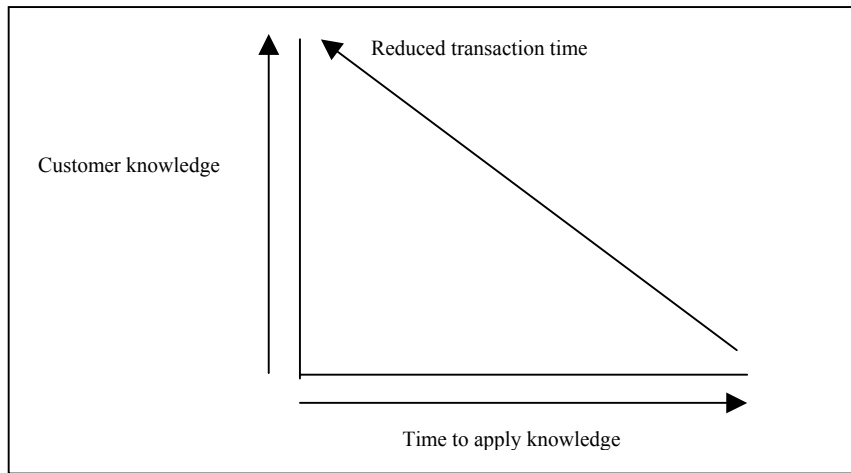 Reduced transaction time
Customer knowledge
Time to apply knowledge